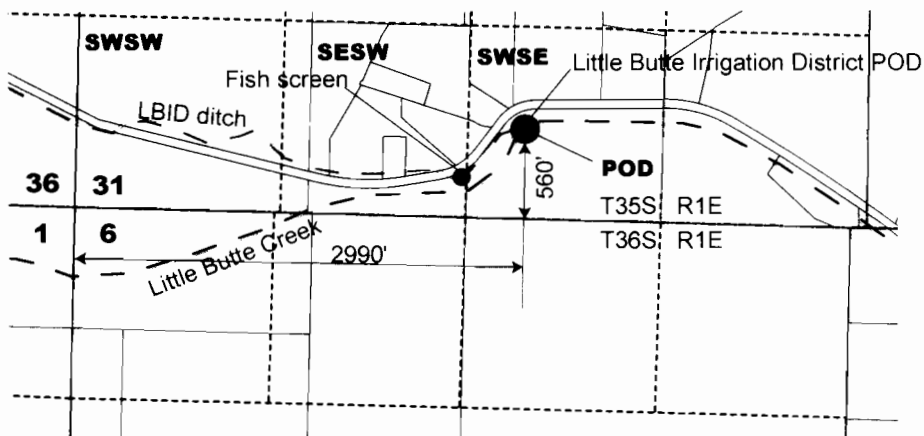 SWSW
SESW
SWSE
Little Butte Irrigation District POD
Fish screen
LBID ditch
560'
POD
36 31
T35S R1E
1 6
T36S R1E
Little Butte Creek
2990'